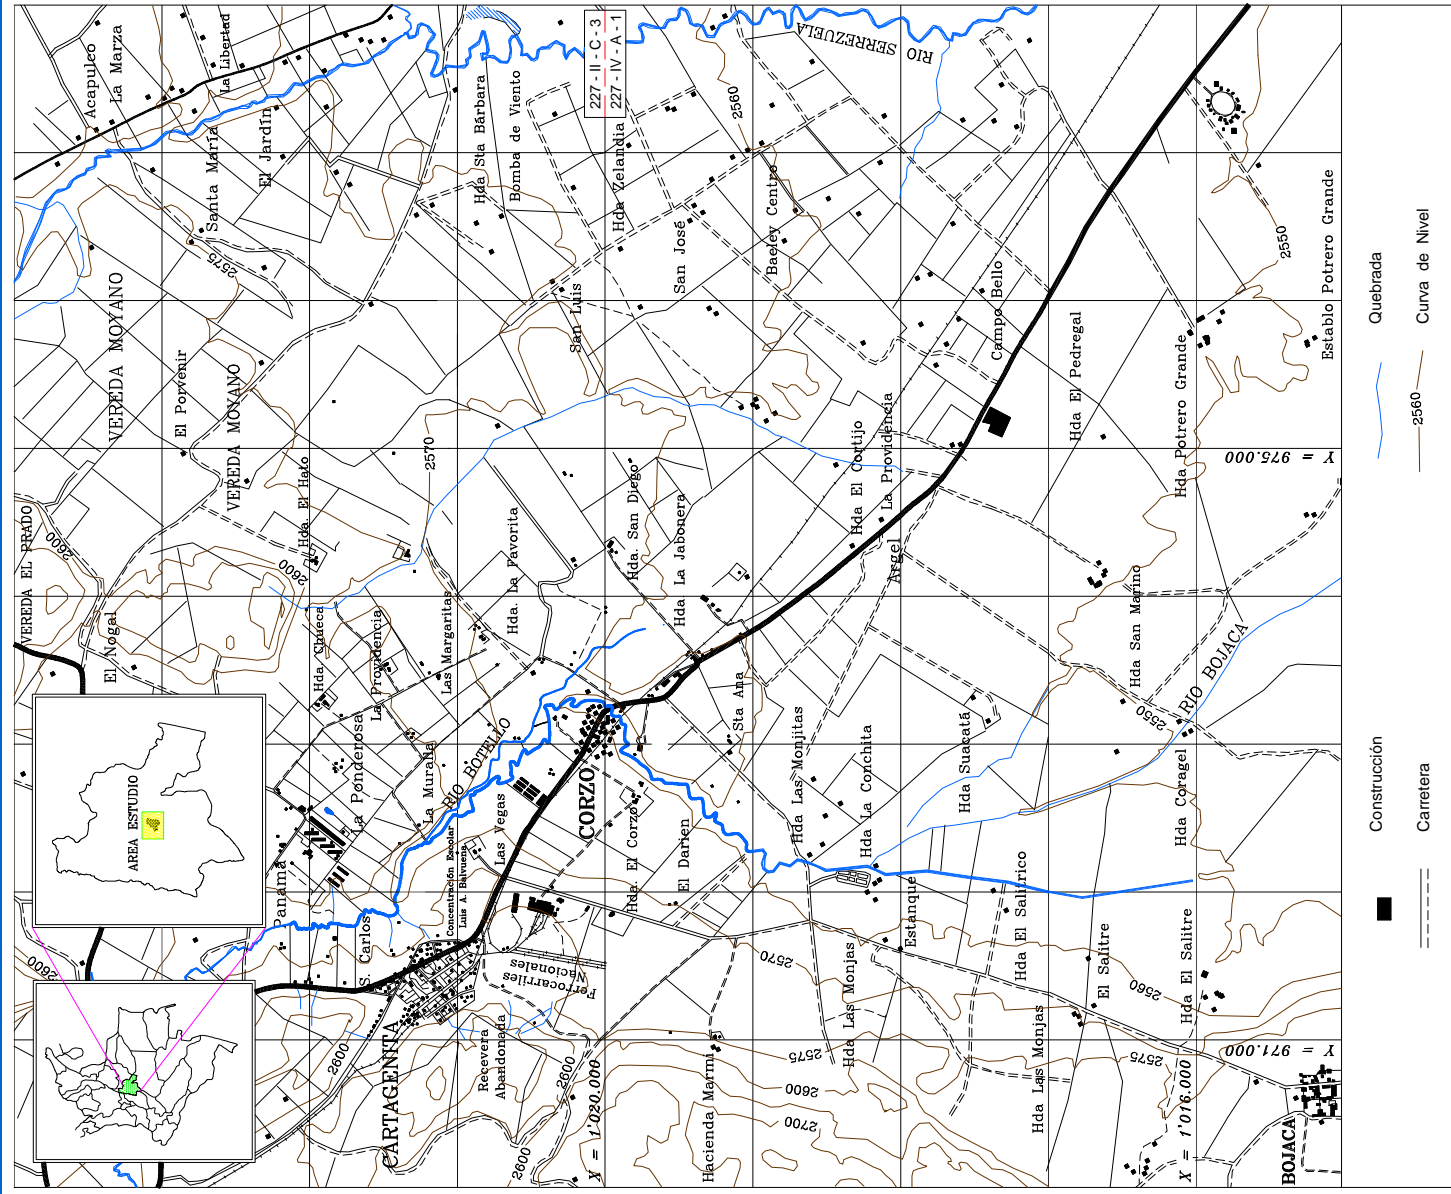 Acapulco
La Marza
La Libertad
Santa María
El Jardín
Hda Sta Bárbara
Bomba de Viento
227 - II - C - 3
227 - IV - A - 1
Hda Zelandia
RIO SERREZUELA
2560
San José
Baeley Centro
San Luis
2575
VEREDA MOYANO
El Porvenir
VEREDA MOYANO
Campo Bello
Hda El Pedregal
Hda Potrero Grande
2550
Establo Potrero Grande
Y = 975.000
VEREDA EL PRADO
2600
El Nogal
Hda. El Hato
2600
2570
Hda. La Favorita
Hda. San Diego
Hda La Jabonera
Hda El Cortijo
La Providencia
Argel
Hda San Marino
RIO BOJACA
2550
Hda Chueca
La Providencia
Las Margaritas
La Ponderosa
La Muralla
RIO BOTELLO
Sta Ana
Hda Las Monjitas
Hda La Conchita
Hda Suacatá
Hda Coragel
AREA ESTUDIO
Panamá
Concentración Escolar
Luis A. Balvuena
Las Vegas
CORZO
Hda. El Corzo
El Darien
Estanque
Hda El Salitrico
El Salitre
Hda El Salitre
S. Carlos
2600
CARTAGENITA
2600
Ferrocarriles
Nacionales
Recevera
Abandonada
2600
2600
2570
2575
2600
2700
Hacienda Marmi
Hda Las Monjas
Hda Las Monjas
2560
2575
X = 1'020.000
X = 1'016.000
Y = 971.000
BOJACA
Quebrada
2560
Curva de Nivel
Construcción
Carretera